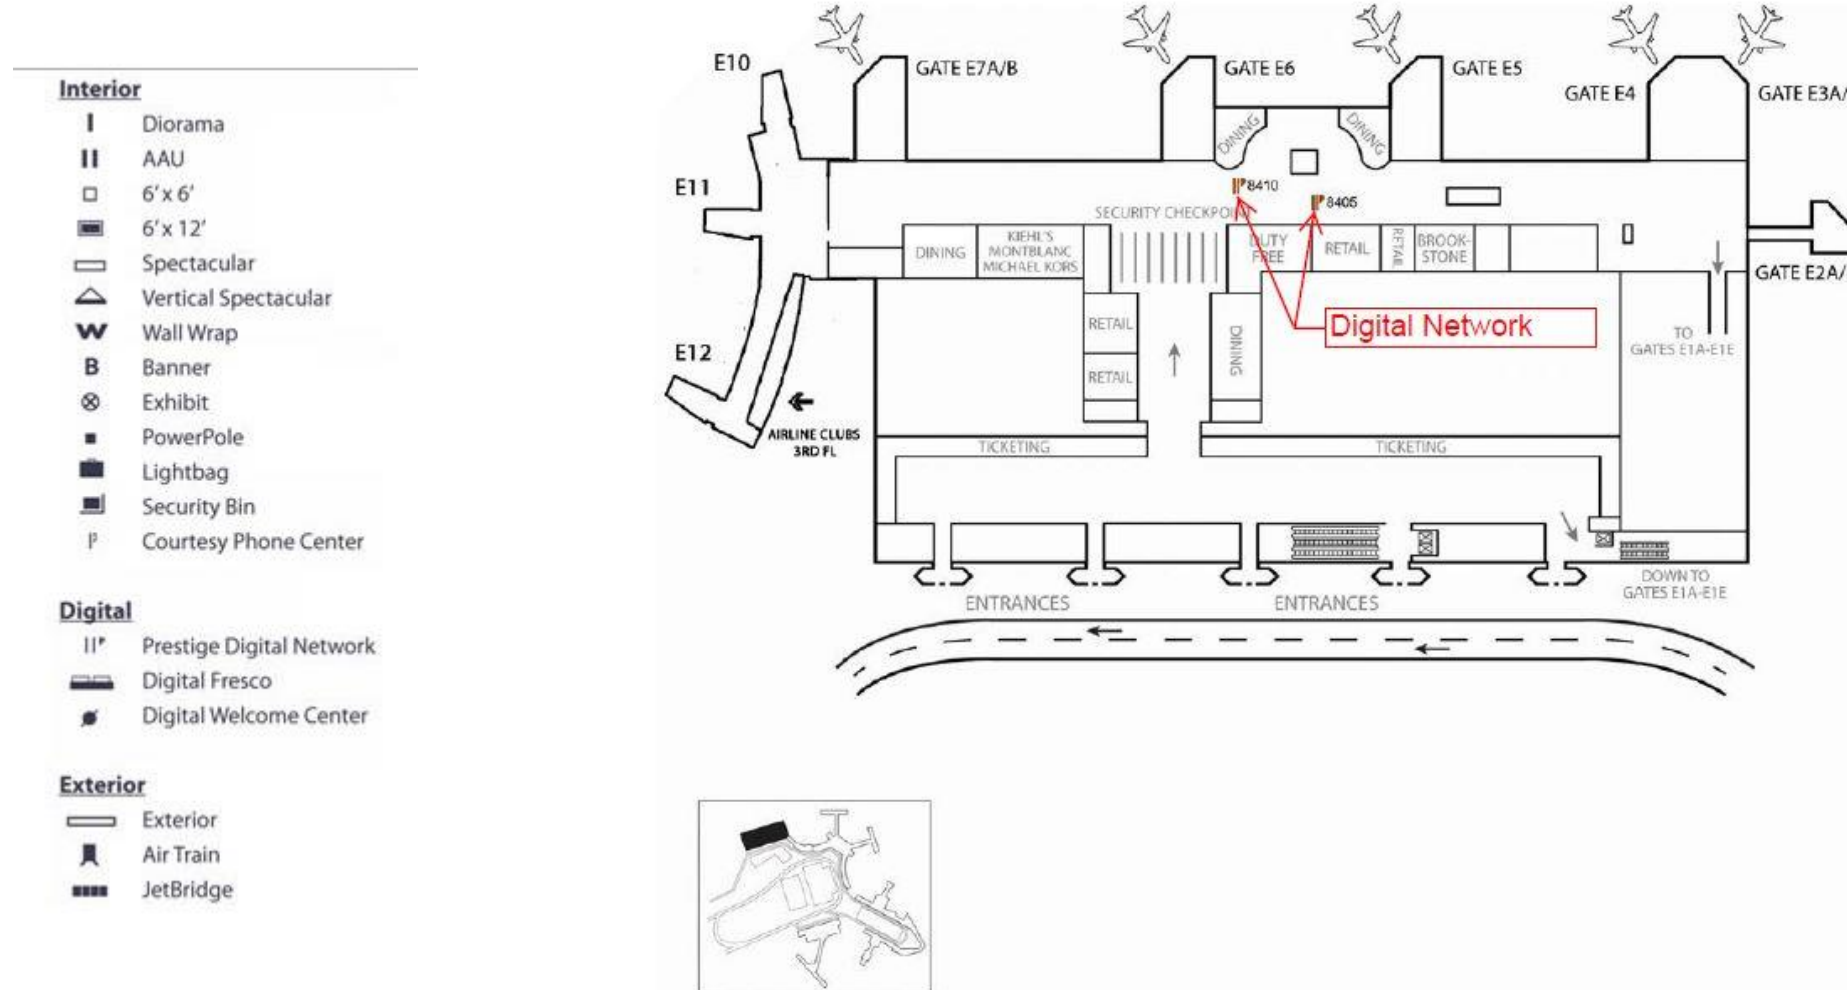 Interior
Diorama
AAU
6' x 6'
6' x 12'
Spectacular
Vertical Spectacular
W Wall Wrap
B Banner
Exhibit
PowerPole
Lightbag
Security Bin
Courtesy Phone Center
Digital
Prestige Digital Network
Digital Fresco
Digital Welcome Center
Exterior
Exterior
Air Train
JetBridge
E10
GATE E7A/B
GATE E6
GATE E5
GATE E4
GATE E3A/
DINING
DINING
E11
8410
8405
SECURITY CHECKPOI
DINING
KIEHL'S
MONTBLANC
MICHAEL KORS
DUTY
FREE
RETAIL
RETAIL
BROOK-
STONE
GATE E2A/
RETAIL
DINING
Digital Network
TO
GATES E1A-E1E
E12
RETAIL
AIRLINE CLUBS
3RD FL
TICKETING
TICKETING
DOWN TO
GATES E1A-E1E
ENTRANCES
ENTRANCES